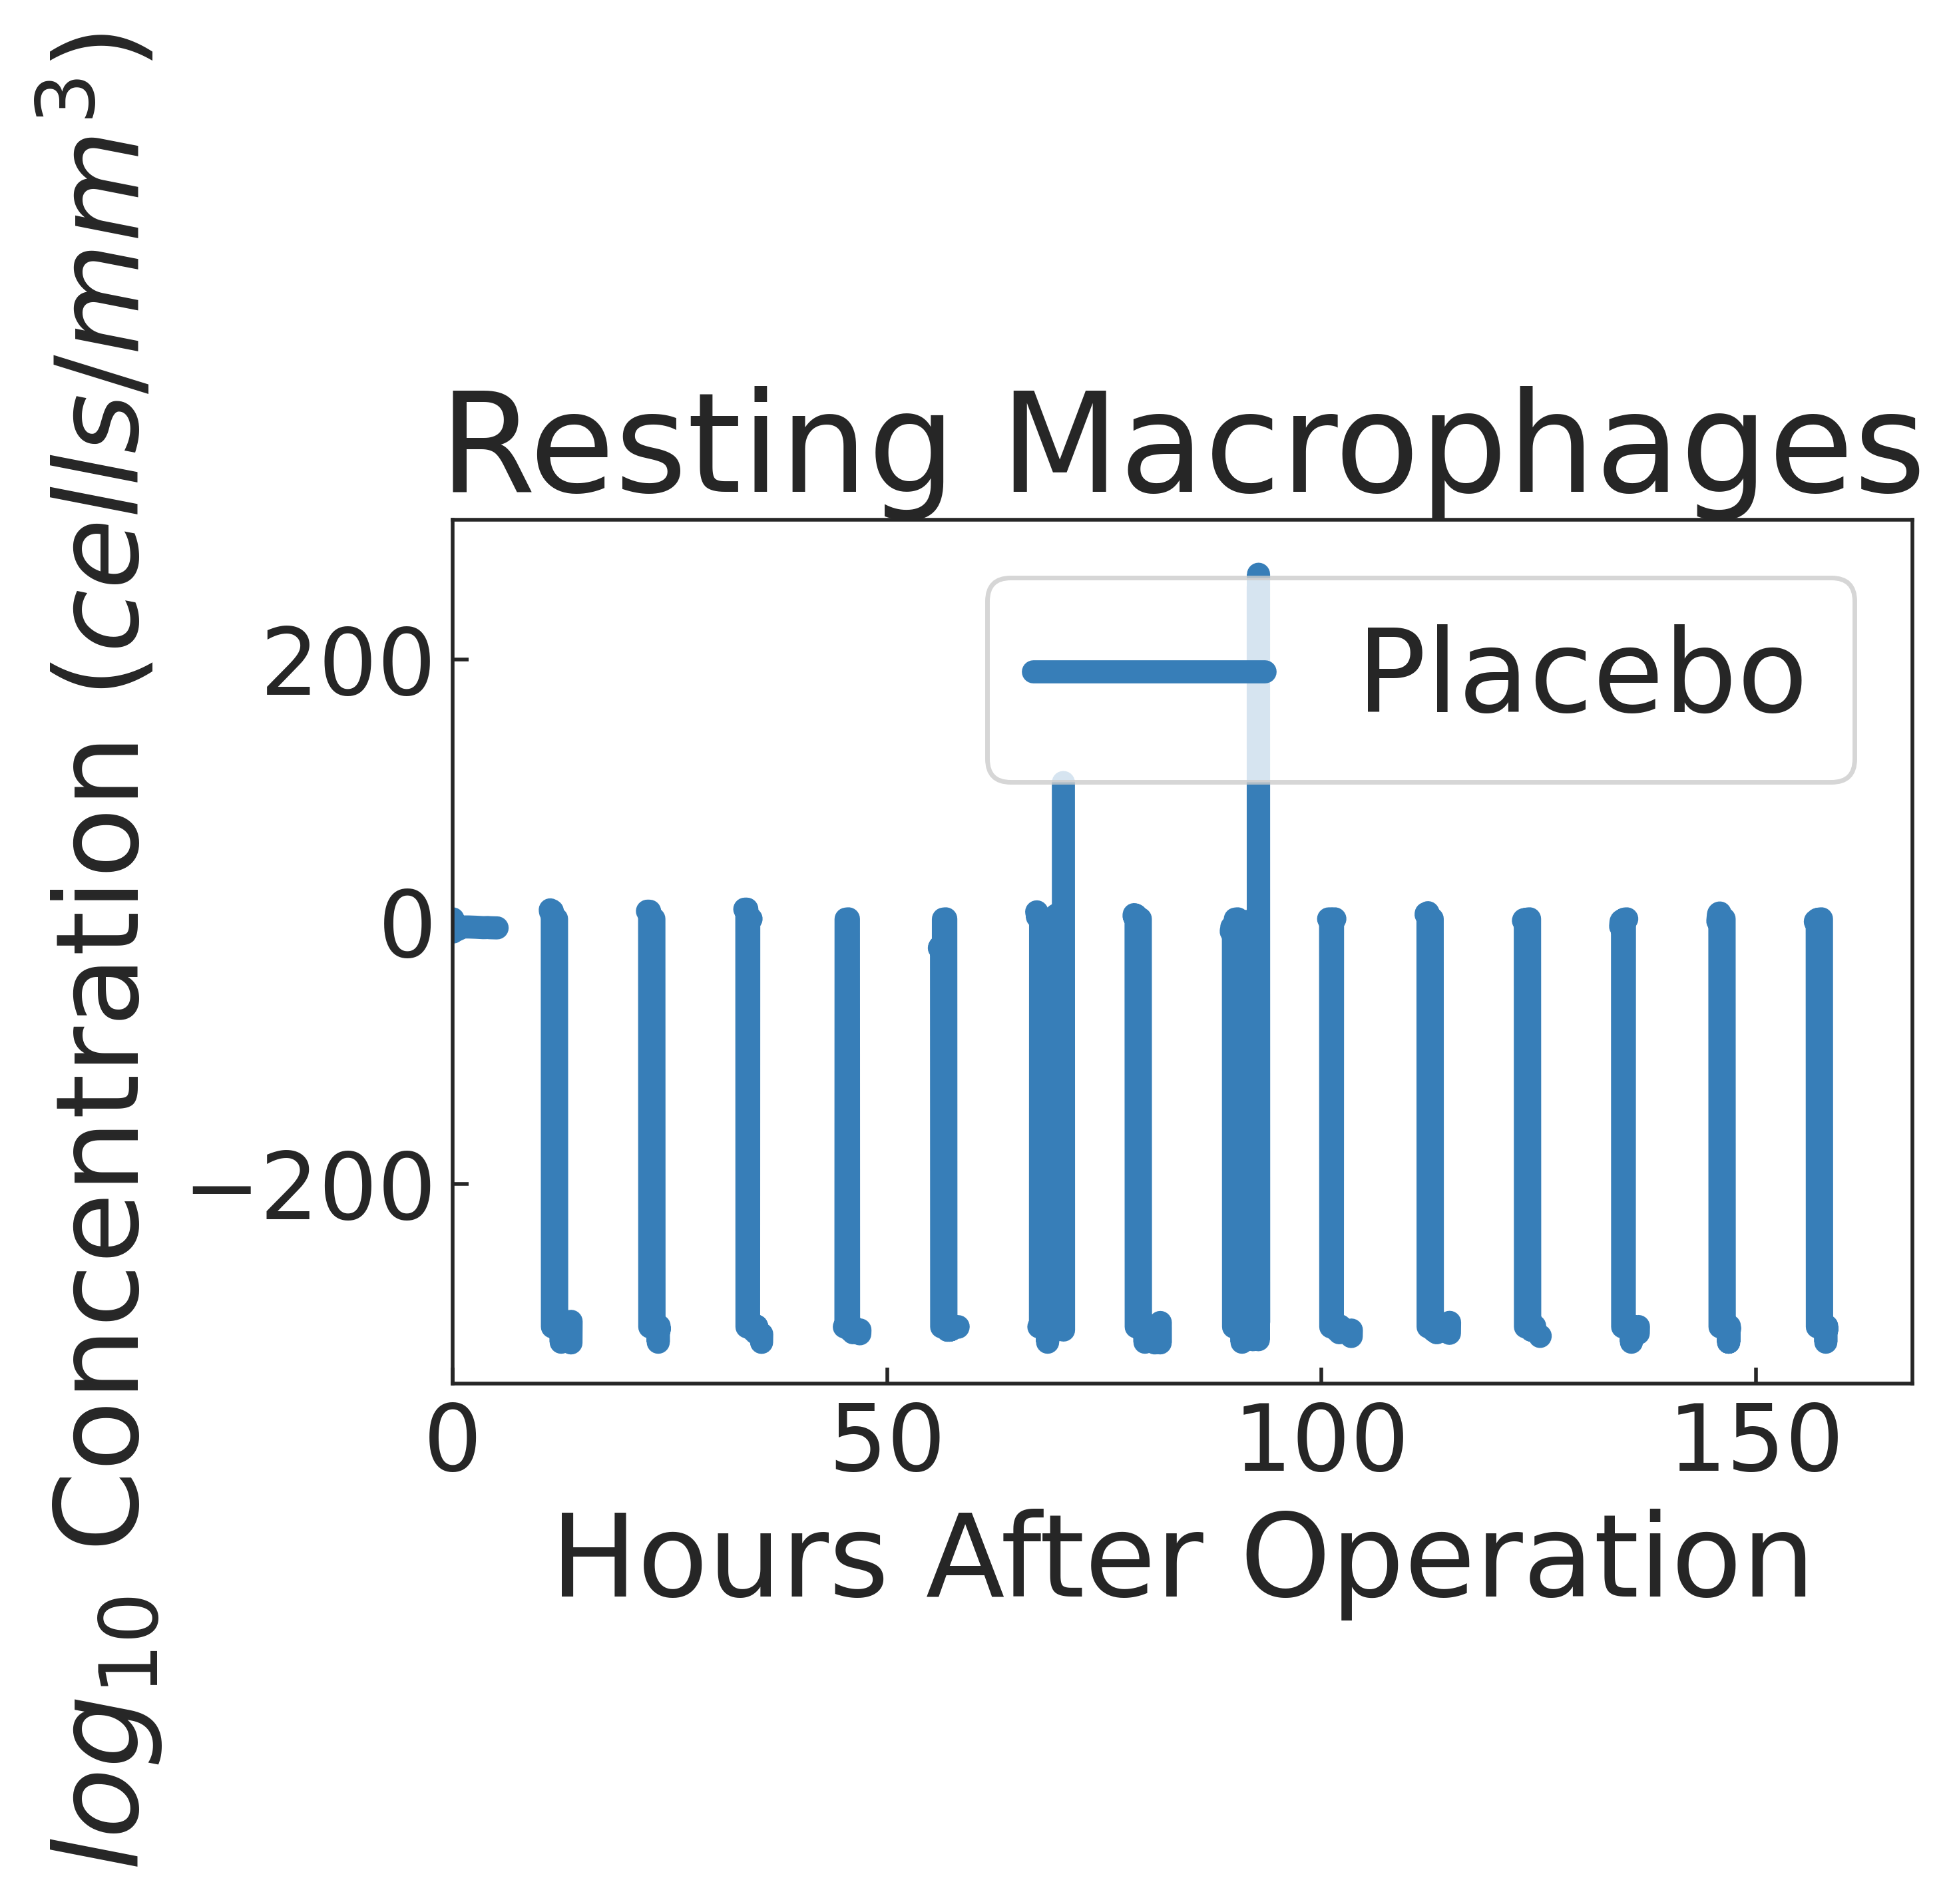 Resting Macrophages
log10 Concentration (cells/mm3)
Placebo
200
0
−200
0 50 100 150
Hours After Operation